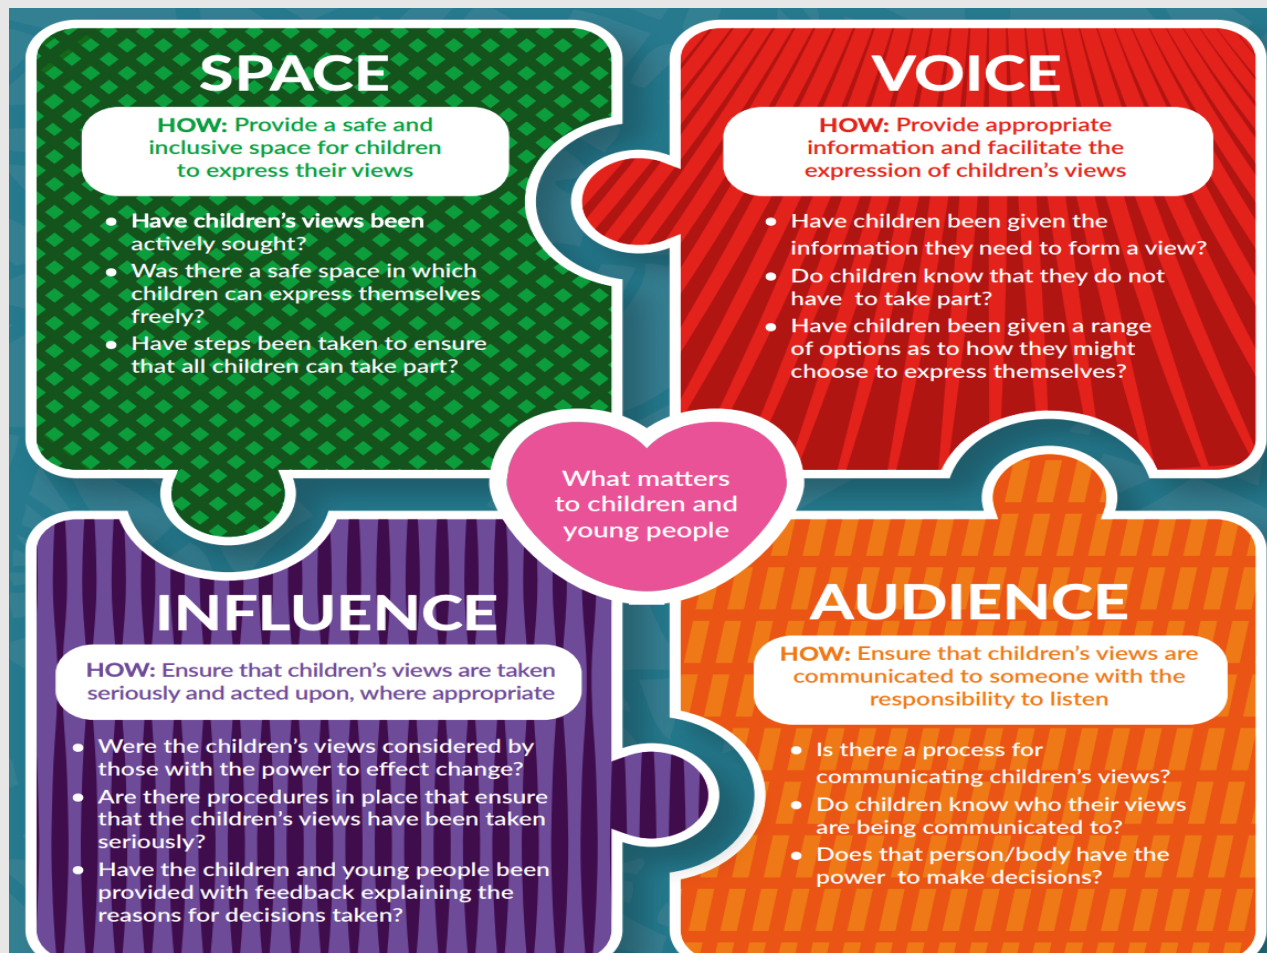 SPACE
HOW: Provide a safe and
inclusive space for children
to express their views
• Have children's views been
actively sought?
• Was there a safe space in which
children can express themselves
freely?
• Have steps been taken to ensure
that all children can take part?
VOICE
HOW: Provide appropriate
information and facilitate the
expression of children's views
• Have children been given the
information they need to form a view?
• Do children know that they do not
have to take part?
• Have children been given a range
of options as to how they might
choose to express themselves?
What matters
to children and
young people
INFLUENCE
HOW: Ensure that children's views are taken
seriously and acted upon, where appropriate
• Were the children's views considered by
those with the power to effect change?
• Are there procedures in place that ensure
that the children's views have been taken
seriously?
• Have the children and young people been
provided with feedback explaining the
reasons for decisions taken?
AUDIENCE
HOW: Ensure that children's views are
communicated to someone with the
responsibility to listen
• Is there a process for
communicating children's views?
• Do children know who their views
are being communicated to?
• Does that person/body have the
power to make decisions?